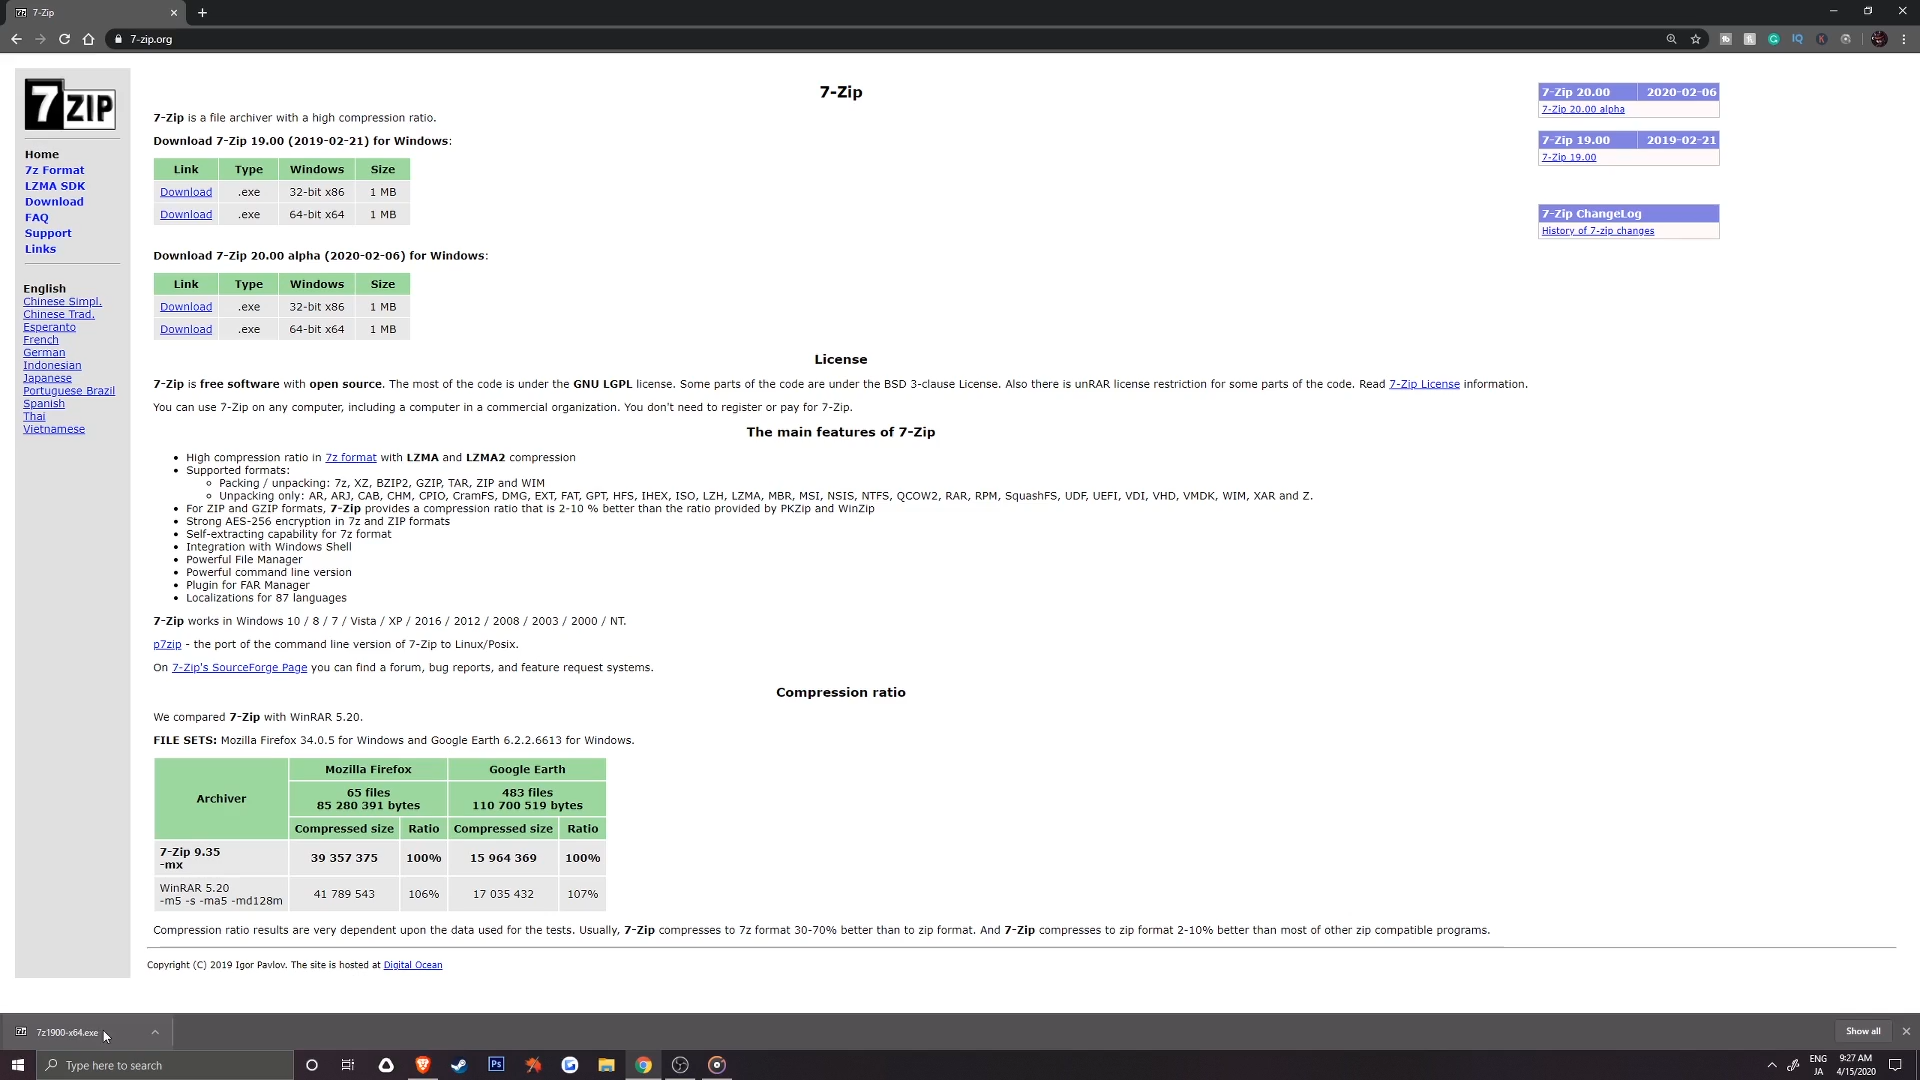 7-Zip
7-zip.org
7ZIP
Home
7z Format
LZMA SDK
Download
FAQ
Support
Links
English
Chinese Simpl.
Chinese Trad.
Esperanto
French
German
Indonesian
Japanese
Portuguese Brazil
Spanish
Thai
Vietnamese
7-Zip
7-Zip is a file archiver with a high compression ratio.
Download 7-Zip 19.00 (2019-02-21) for Windows:
Link Type Windows Size
Download .exe 32-bit x86 1 MB
Download .exe 64-bit x64 1 MB
Download 7-Zip 20.00 alpha (2020-02-06) for Windows:
Link Type Windows Size
Download .exe 32-bit x86 1 MB
Download .exe 64-bit x64 1 MB
License
7-Zip is free software with open source. The most of the code is under the GNU LGPL license. Some parts of the code are under the BSD 3-clause License. Also there is unRAR license restriction for some parts of the code. Read 7-Zip License information.
You can use 7-Zip on any computer, including a computer in a commercial organization. You don't need to register or pay for 7-Zip.
The main features of 7-Zip
High compression ratio in 7z format with LZMA and LZMA2 compression
Supported formats:
Packing / unpacking: 7z, XZ, BZIP2, GZIP, TAR, ZIP and WIM
Unpacking only: AR, ARJ, CAB, CHM, CPIO, CramFS, DMG, EXT, FAT, GPT, HFS, IHEX, ISO, LZH, LZMA, MBR, MSI, NSIS, NTFS, QCOW2, RAR, RPM, SquashFS, UDF, UEFI, VDI, VHD, VMDK, WIM, XAR and Z.
For ZIP and GZIP formats, 7-Zip provides a compression ratio that is 2-10 % better than the ratio provided by PKZip and WinZip
Strong AES-256 encryption in 7z and ZIP formats
Self-extracting capability for 7z format
Integration with Windows Shell
Powerful File Manager
Powerful command line version
Plugin for FAR Manager
Localizations for 87 languages
7-Zip works in Windows 10 / 8 / 7 / Vista / XP / 2016 / 2012 / 2008 / 2003 / 2000 / NT.
p7zip - the port of the command line version of 7-Zip to Linux/Posix.
On 7-Zip's SourceForge Page you can find a forum, bug reports, and feature request systems.
Compression ratio
We compared 7-Zip with WinRAR 5.20.
FILE SETS: Mozilla Firefox 34.0.5 for Windows and Google Earth 6.2.2.6613 for Windows.
Archiver Mozilla Firefox Google Earth
65 files 483 files
85 280 391 bytes 110 700 519 bytes
Compressed size Ratio Compressed size Ratio
7-Zip 9.35
-mx 39 357 375 100% 15 964 369 100%
WinRAR 5.20
-m5 -s -ma5 -md128m 41 789 543 106% 17 035 432 107%
Compression ratio results are very dependent upon the data used for the tests. Usually, 7-Zip compresses to 7z format 30-70% better than to zip format. And 7-Zip compresses to zip format 2-10% better than most of other zip compatible programs.
Copyright (C) 2019 Igor Pavlov. The site is hosted at Digital Ocean
7-Zip 20.00 2020-02-06
7-Zip 20.00 alpha
7-Zip 19.00 2019-02-21
7-Zip 19.00
7-Zip ChangeLog
History of 7-zip changes
7z1900-x64.exe
Show all
Type here to search
Ps
ENG 9:27 AM
JA 4/15/2020